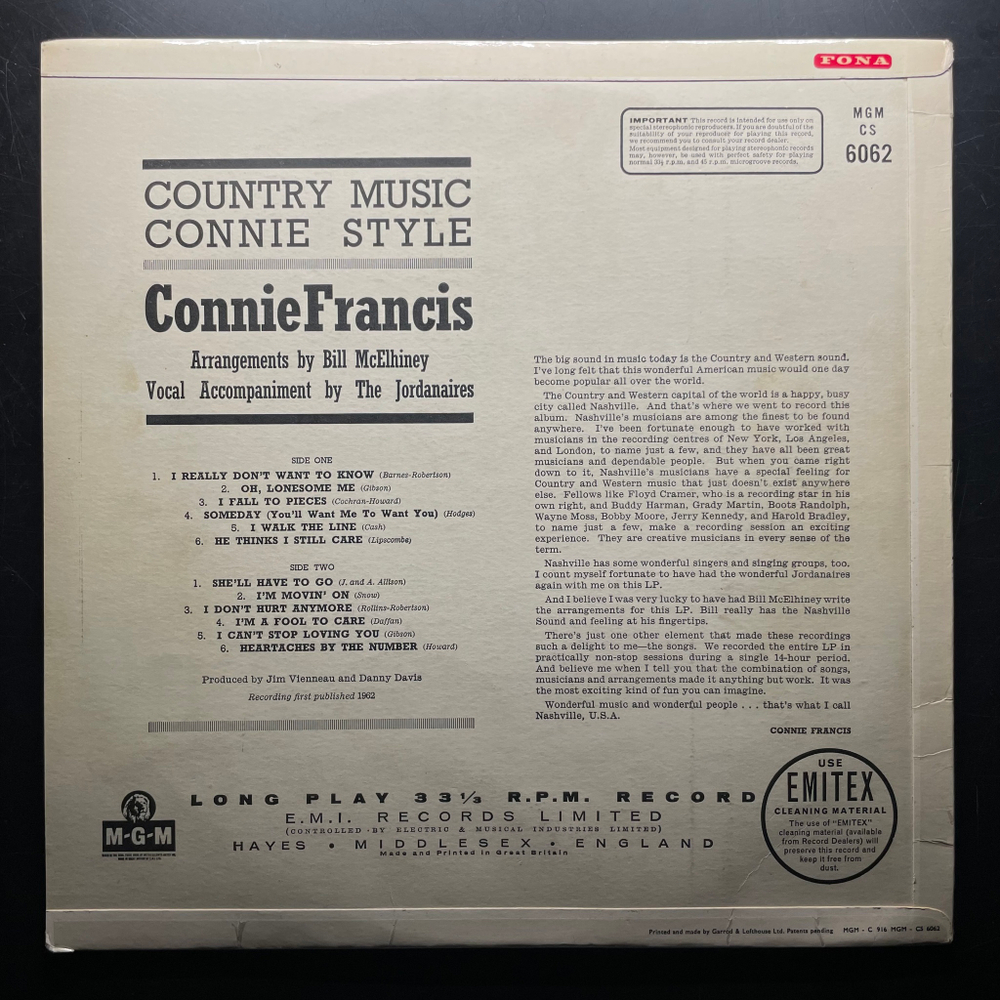 FONA
IMPORTANT This record is intended for use only on
special stereophonic reproducers. If you are doubtful of the
suitability of your reproducer for playing this record,
we recommend you to consult your record dealer.
Most equipment designed for playing stereophonic records
may, however, be used with perfect safety for playing
normal 33⅓ r.p.m. and 45 r.p.m. microgroove records.
MGM
CS
6062
COUNTRY MUSIC
CONNIE STYLE
Connie Francis
Arrangements by Bill McElhiney
Vocal Accompaniment by The Jordanaires
SIDE ONE
1. I REALLY DON'T WANT TO KNOW (Barnes-Robertson)
2. OH, LONESOME ME (Gibson)
3. I FALL TO PIECES (Cochran-Howard)
4. SOMEDAY (You'll Want Me To Want You) (Hodges)
5. I WALK THE LINE (Cash)
6. HE THINKS I STILL CARE (Lipscombe)
SIDE TWO
1. SHE'LL HAVE TO GO (J. and A. Allison)
2. I'M MOVIN' ON (Snow)
3. I DON'T HURT ANYMORE (Rollins-Robertson)
4. I'M A FOOL TO CARE (Daffan)
5. I CAN'T STOP LOVING YOU (Gibson)
6. HEARTACHES BY THE NUMBER (Howard)
Produced by Jim Vienneau and Danny Davis
Recording first published 1962
The big sound in music today is the Country and Western sound.
I've long felt that this wonderful American music would one day
become popular all over the world.
The Country and Western capital of the world is a happy, busy
city called Nashville. And that's where we went to record this
album. Nashville's musicians are among the finest to be found
anywhere. I've been fortunate enough to have worked with
musicians in the recording centres of New York, Los Angeles,
and London, to name just a few, and they have all been great
musicians and dependable people. But when you came right
down to it, Nashville's musicians have a special feeling for
Country and Western music that just doesn't exist anywhere
else. Fellows like Floyd Cramer, who is a recording star in his
own right, and Buddy Harman, Grady Martin, Boots Randolph,
Wayne Moss, Bobby Moore, Jerry Kennedy, and Harold Bradley,
to name just a few, make a recording session an exciting
experience. They are creative musicians in every sense of the
term.
Nashville has some wonderful singers and singing groups, too.
I count myself fortunate to have had the wonderful Jordanaires
again with me on this LP.
And I believe I was very lucky to have had Bill McElhiney write
the arrangements for this LP. Bill really has the Nashville
Sound and feeling at his fingertips.
There's just one other element that made these recordings
such a delight to me—the songs. We recorded the entire LP in
practically non-stop sessions during a single 14-hour period.
And believe me when I tell you that the combination of songs,
musicians and arrangements made it anything but work. It was
the most exciting kind of fun you can imagine.
Wonderful music and wonderful people . . . that's what I call
Nashville, U.S.A.
CONNIE FRANCIS
M-G-M
LONG PLAY 33⅓ R.P.M. RECORD
E.M.I. RECORDS LIMITED
(CONTROLLED BY ELECTRIC & MUSICAL INDUSTRIES LIMITED)
HAYES • MIDDLESEX • ENGLAND
Made and Printed in Great Britain
USE
EMITEX
CLEANING MATERIAL
The use of "EMITEX"
cleaning material (available
from Record Dealers) will
preserve this record and
keep it free from
dust.
Printed and made by Garrod & Lofthouse Ltd. Patents pending MGM - C 916 MGM - CS 6062